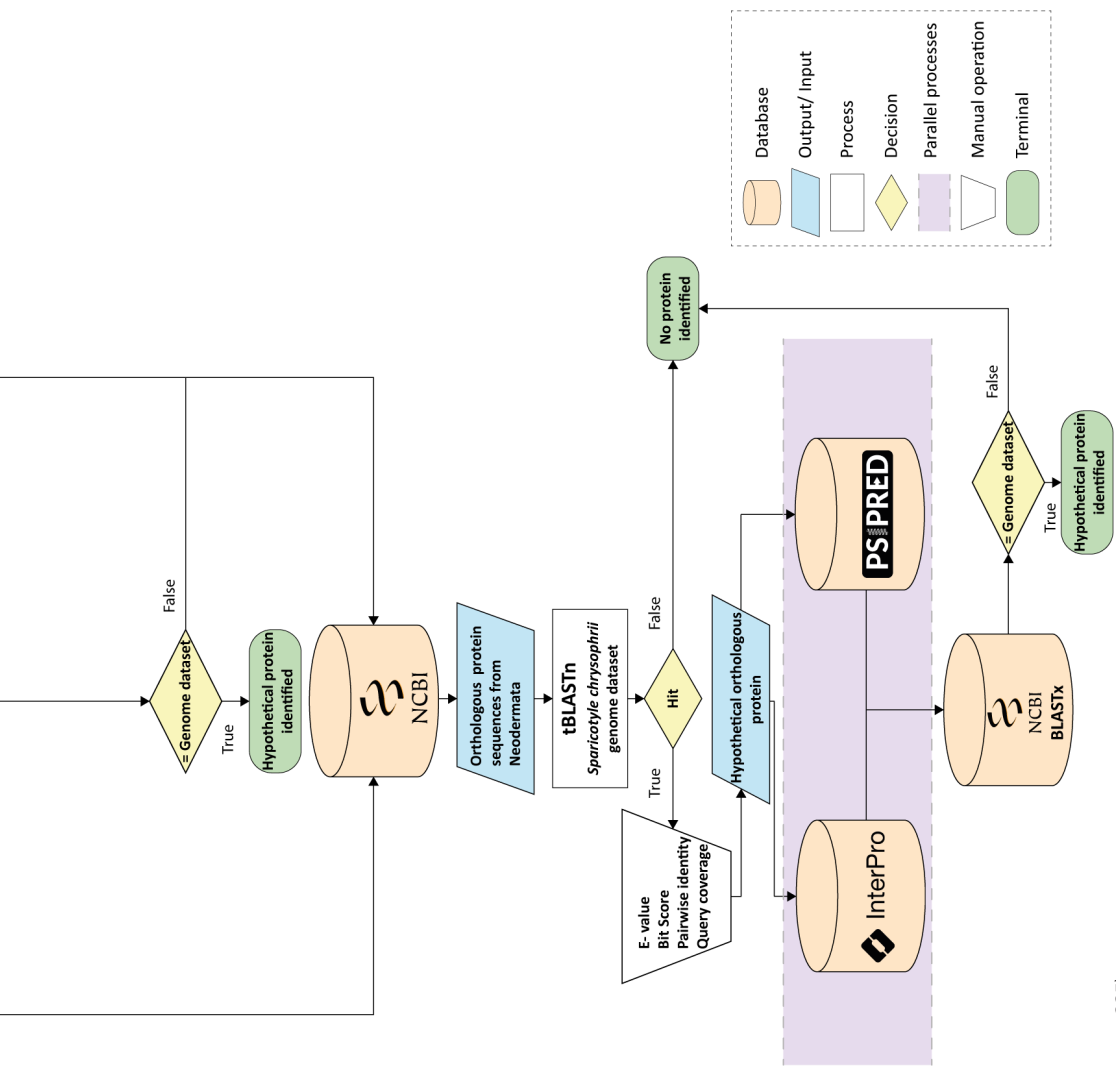 = Genome dataset
False
True
Hypothetical protein
identified
NCBI
Orthologous protein
sequences from
Neodermata
tBLASTn
Sparicotyle chrysophrii
genome dataset
Hit
True
False
No protein
identified
E- value
Bit Score
Pairwise identity
Query coverage
Hypothetical orthologous
protein
InterPro
PSIPRED
NCBI
BLASTx
= Genome dataset
False
True
Hypothetical protein
identified
Database
Output/ Input
Process
Decision
Parallel processes
Manual operation
Terminal